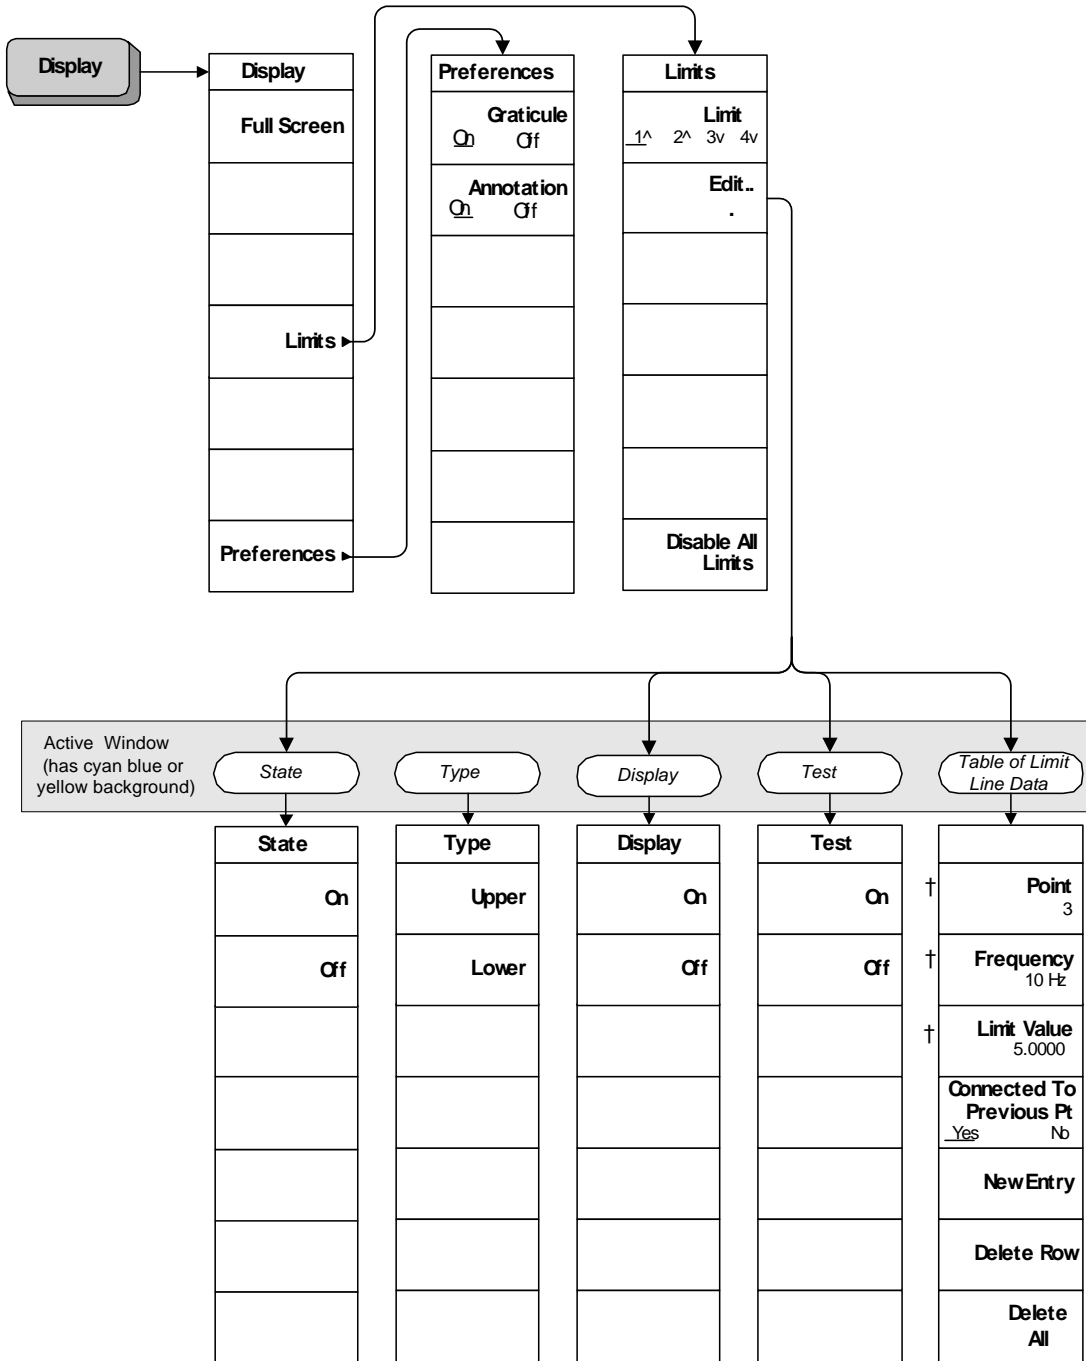 Display
Display
Full Screen
Limits
Preferences
Preferences
Graticule
On Off
Annotation
On Off
Limits
Limit
1^ 2^ 3v 4v
Edit..
.
Disable All
Limits
Active Window
(has cyan blue or
yellow background)
State
Type
Display
Test
Table of Limit
Line Data
State
On
Off
Type
Upper
Lower
Display
On
Off
Test
On
Off
† Point
3
† Frequency
10 Hz
† Limit Value
5.0000
Connected To
Previous Pt
Yes No
New Entry
Delete Row
Delete
All